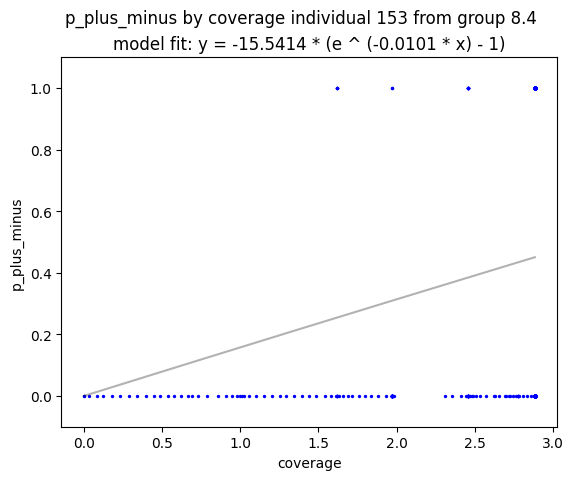 p_plus_minus by coverage individual 153 from group 8.4
model fit: y = -15.5414 * (e ^ (-0.0101 * x) - 1)
1.0
0.8
0.6
0.4
0.2
0.0
p_plus_minus
0.0 0.5 1.0 1.5 2.0 2.5 3.0
coverage